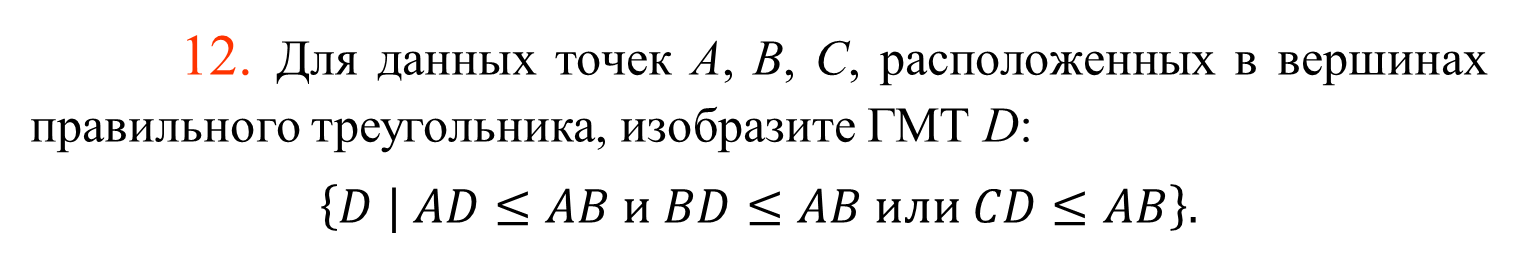 12. Для данных точек A, B, C, расположенных в вершинах
правильного треугольника, изобразите ГМТ D:
{D | AD ≤ AB и BD ≤ AB или CD ≤ AB}.